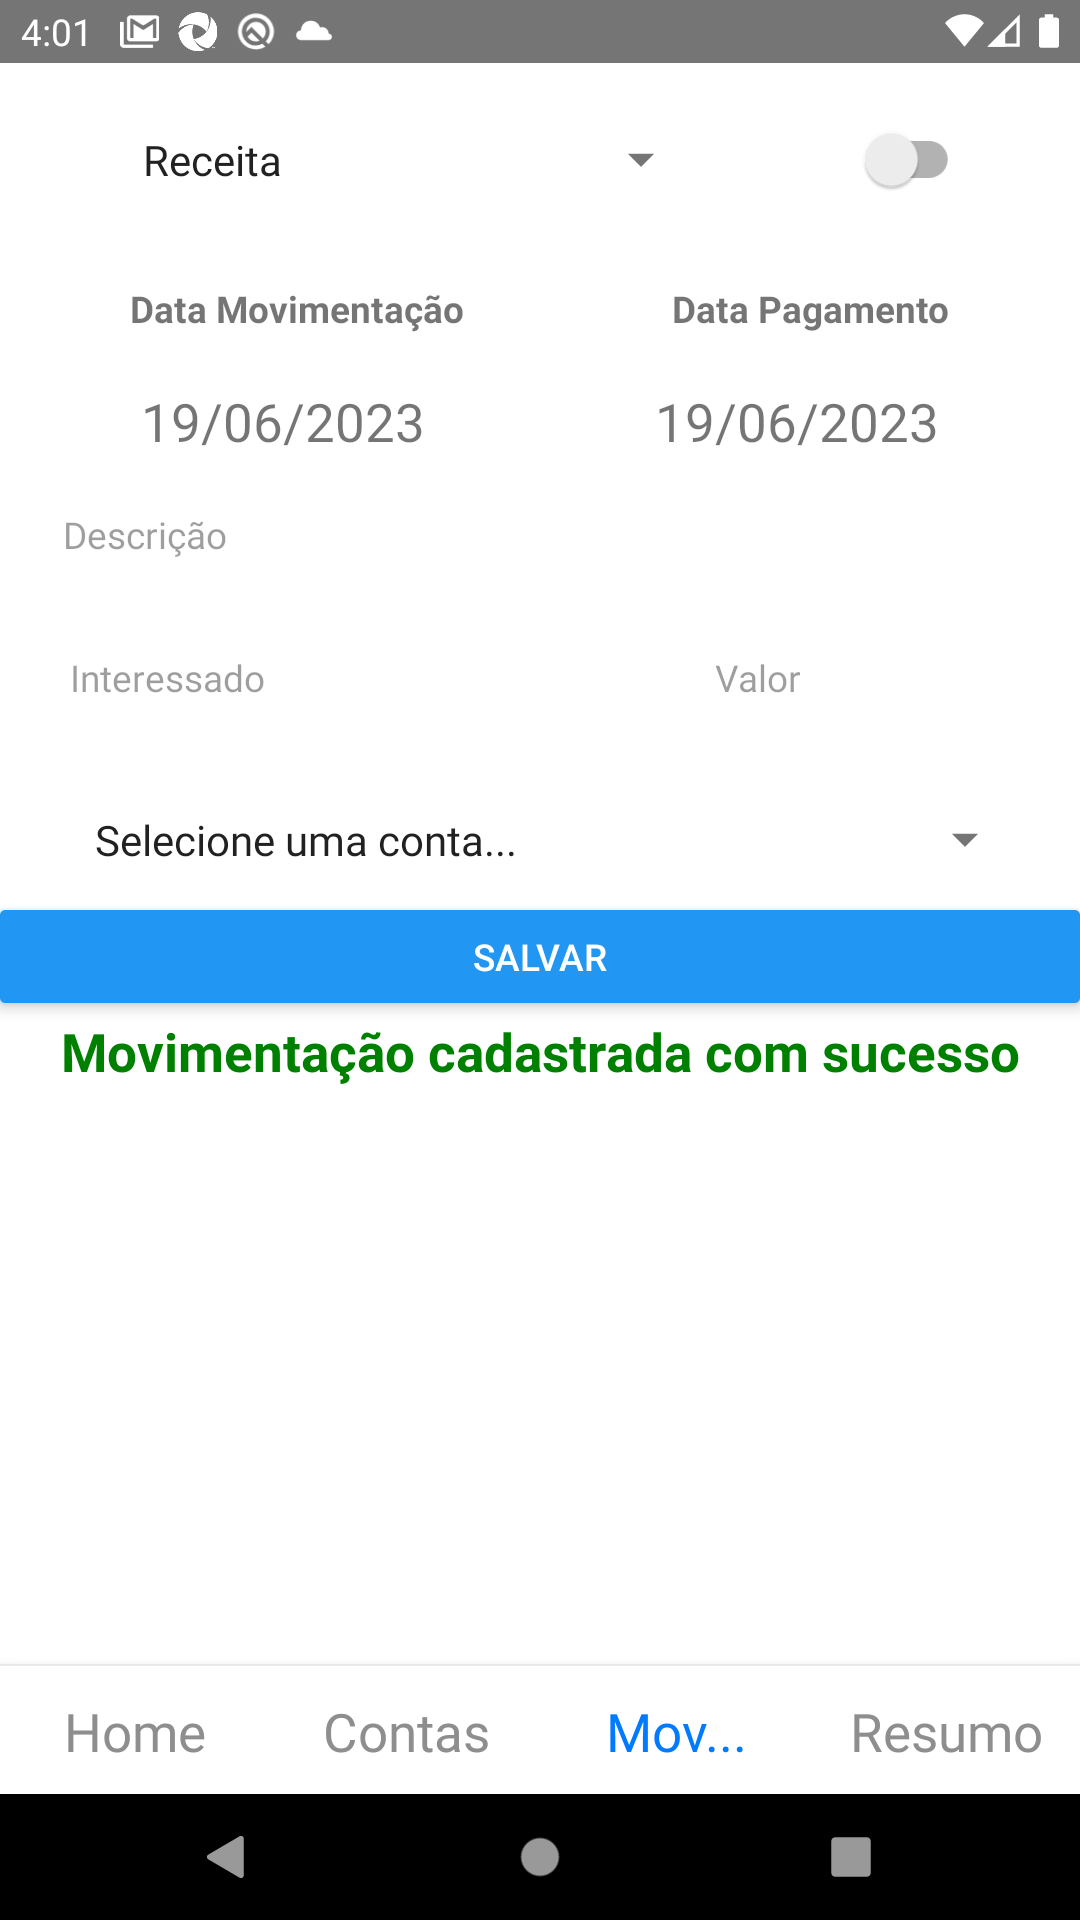 4:01
Receita
Data Movimentação Data Pagamento
19/06/2023 19/06/2023
Descrição
Interessado Valor
Selecione uma conta...
SALVAR
Movimentação cadastrada com sucesso
Home Contas Mov... Resumo